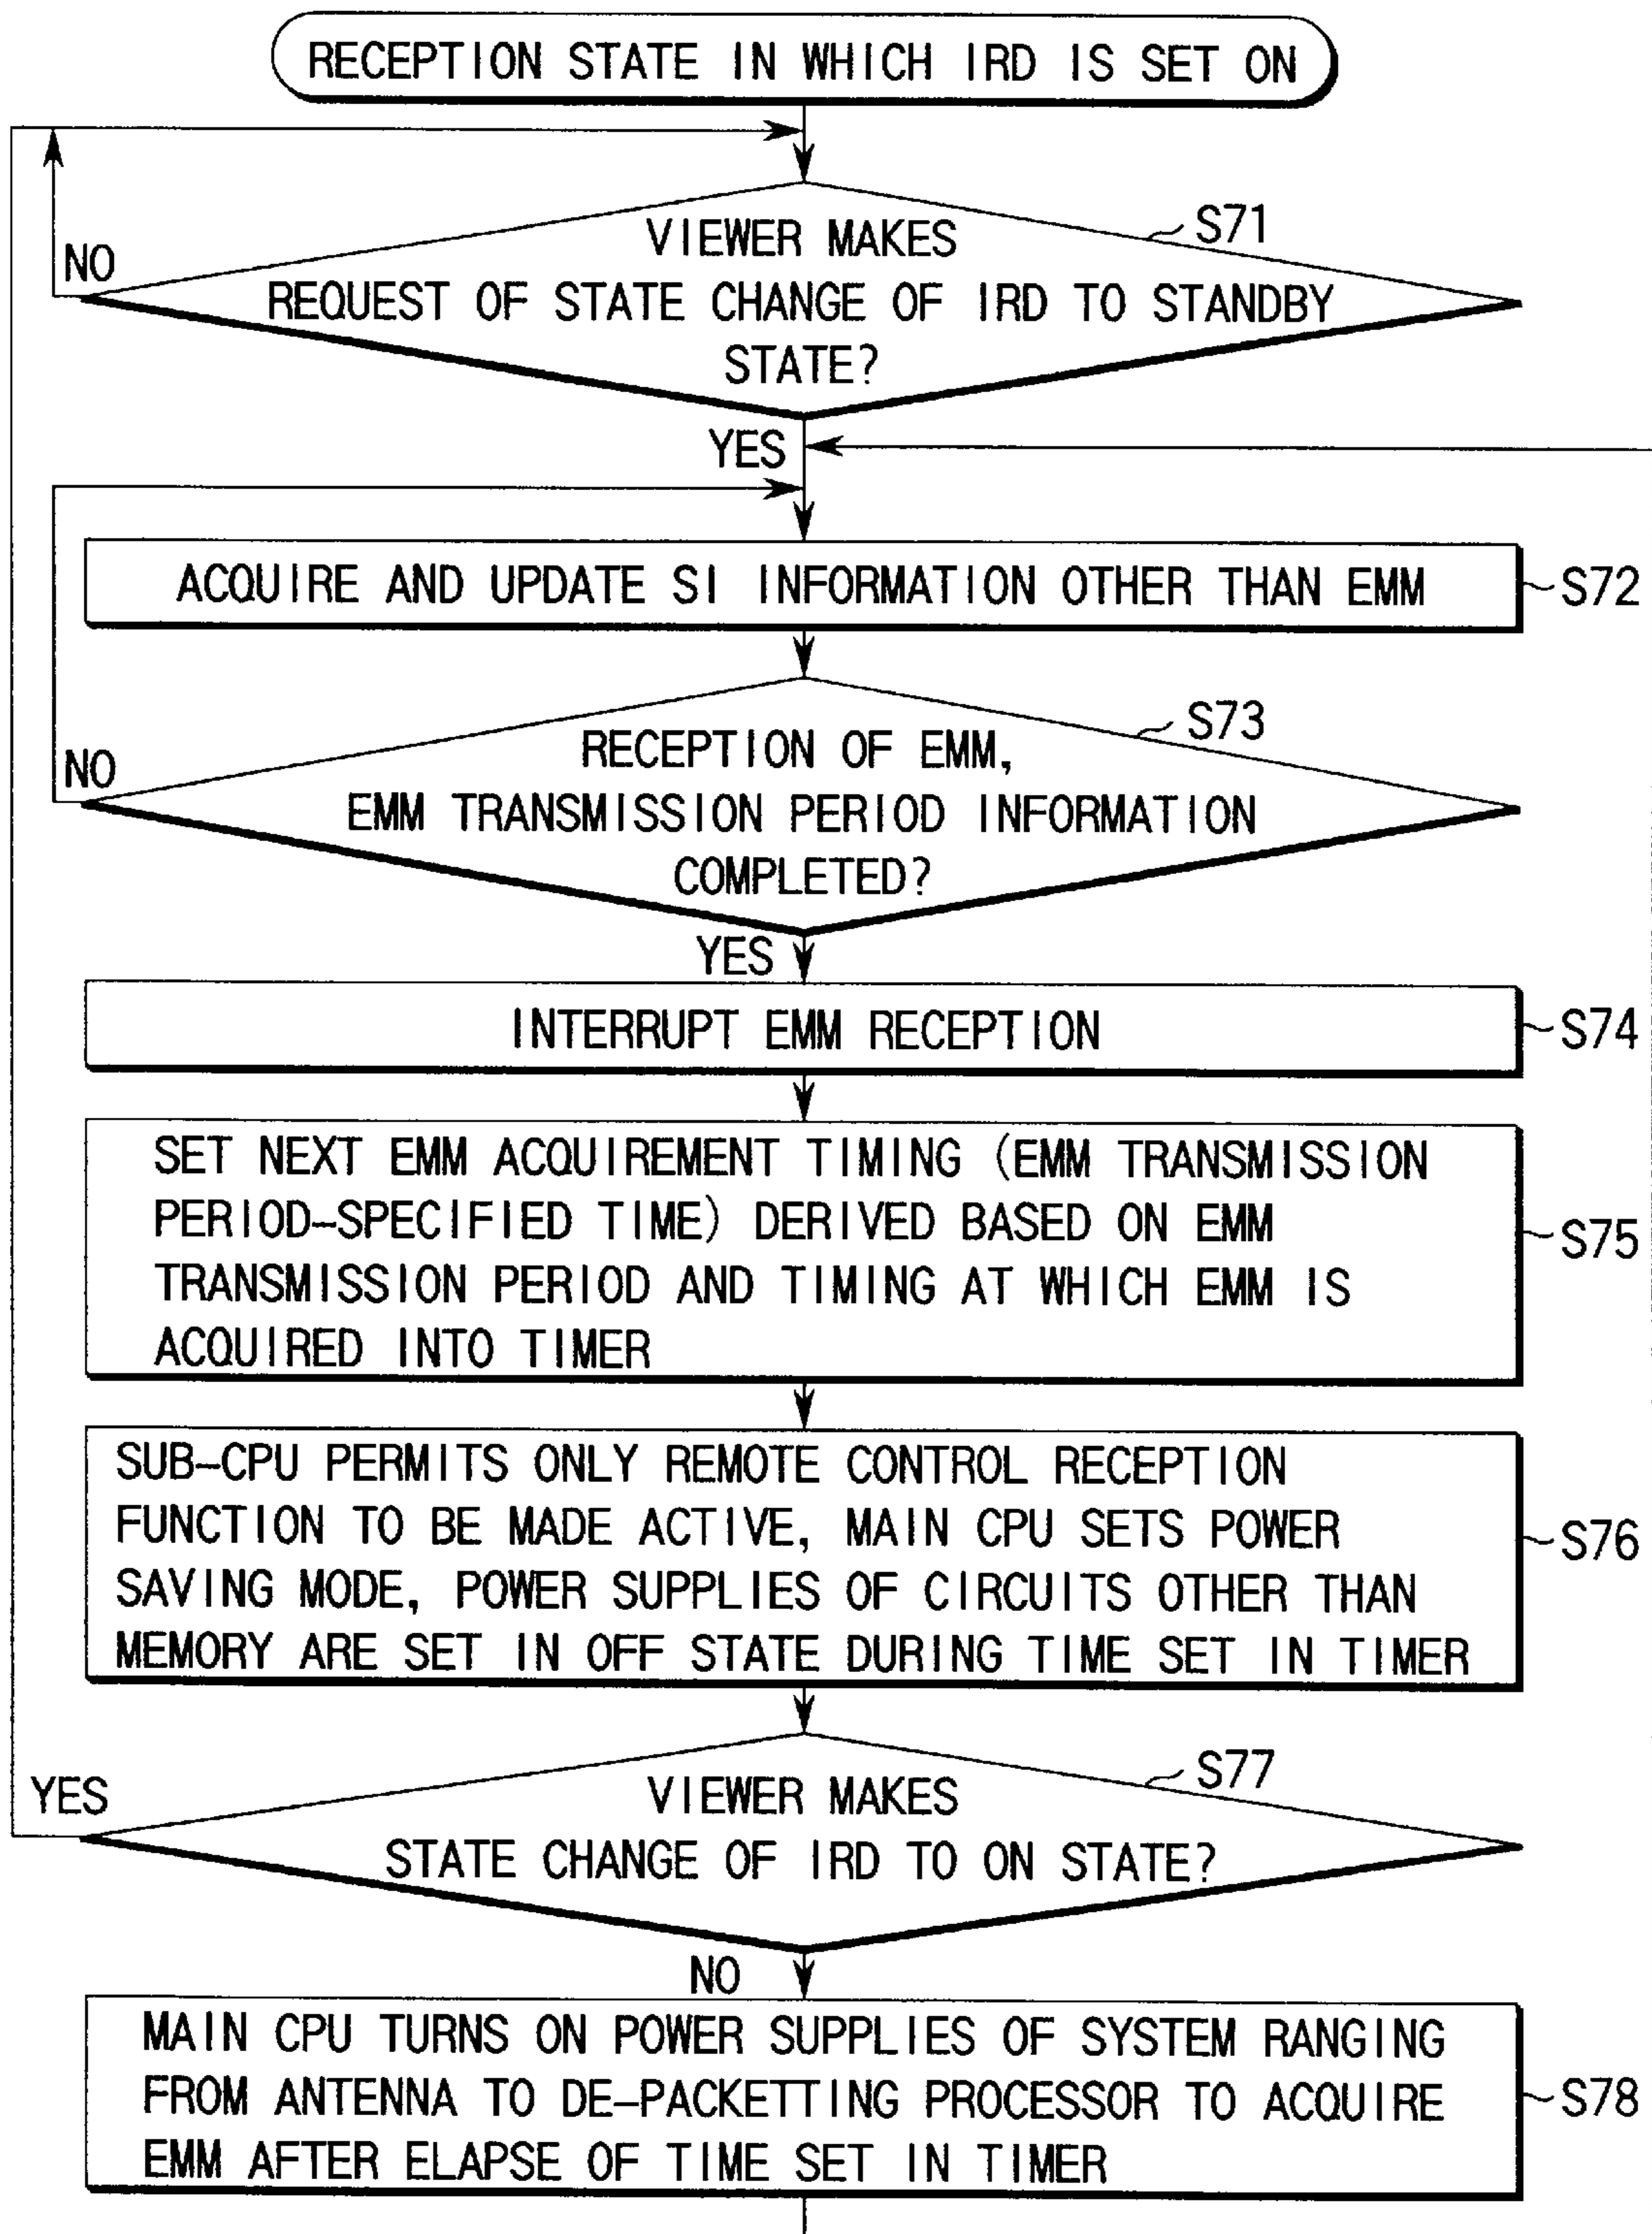 RECEPTION STATE IN WHICH IRD IS SET ON
S71
VIEWER MAKES
NO
REQUEST OF STATE CHANGE OF IRD TO STANDBY
STATE?
YES
ACQUIRE AND UPDATE SI INFORMATION OTHER THAN EMM
S72
S73
RECEPTION OF EMM,
NO
EMM TRANSMISSION PERIOD INFORMATION
COMPLETED?
YES
INTERRUPT EMM RECEPTION
S74
SET NEXT EMM ACQUIREMENT TIMING (EMM TRANSMISSION
PERIOD-SPECIFIED TIME) DERIVED BASED ON EMM
S75
TRANSMISSION PERIOD AND TIMING AT WHICH EMM IS
ACQUIRED INTO TIMER
SUB-CPU PERMITS ONLY REMOTE CONTROL RECEPTION
FUNCTION TO BE MADE ACTIVE, MAIN CPU SETS POWER
S76
SAVING MODE, POWER SUPPLIES OF CIRCUITS OTHER THAN
MEMORY ARE SET IN OFF STATE DURING TIME SET IN TIMER
S77
YES
VIEWER MAKES
STATE CHANGE OF IRD TO ON STATE?
NO
MAIN CPU TURNS ON POWER SUPPLIES OF SYSTEM RANGING
FROM ANTENNA TO DE-PACKETTING PROCESSOR TO ACQUIRE
S78
EMM AFTER ELAPSE OF TIME SET IN TIMER